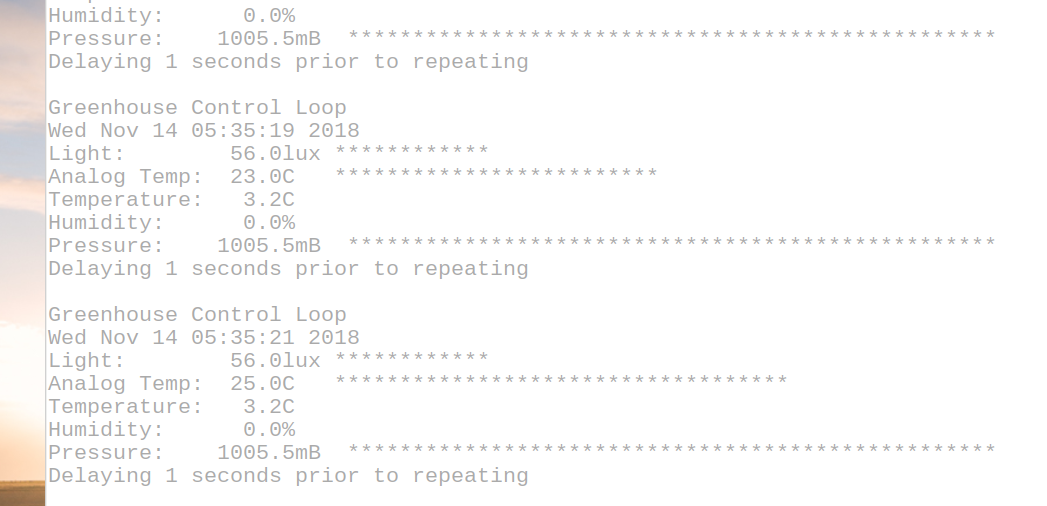 Humidity:      0.0%
Pressure:    1005.5mB  **************************************************
Delaying 1 seconds prior to repeating

Greenhouse Control Loop
Wed Nov 14 05:35:19 2018
Light:        56.0lux ************
Analog Temp:  23.0C   *************************
Temperature:   3.2C
Humidity:      0.0%
Pressure:    1005.5mB  **************************************************
Delaying 1 seconds prior to repeating

Greenhouse Control Loop
Wed Nov 14 05:35:21 2018
Light:        56.0lux ************
Analog Temp:  25.0C   ***********************************
Temperature:   3.2C
Humidity:      0.0%
Pressure:    1005.5mB  **************************************************
Delaying 1 seconds prior to repeating